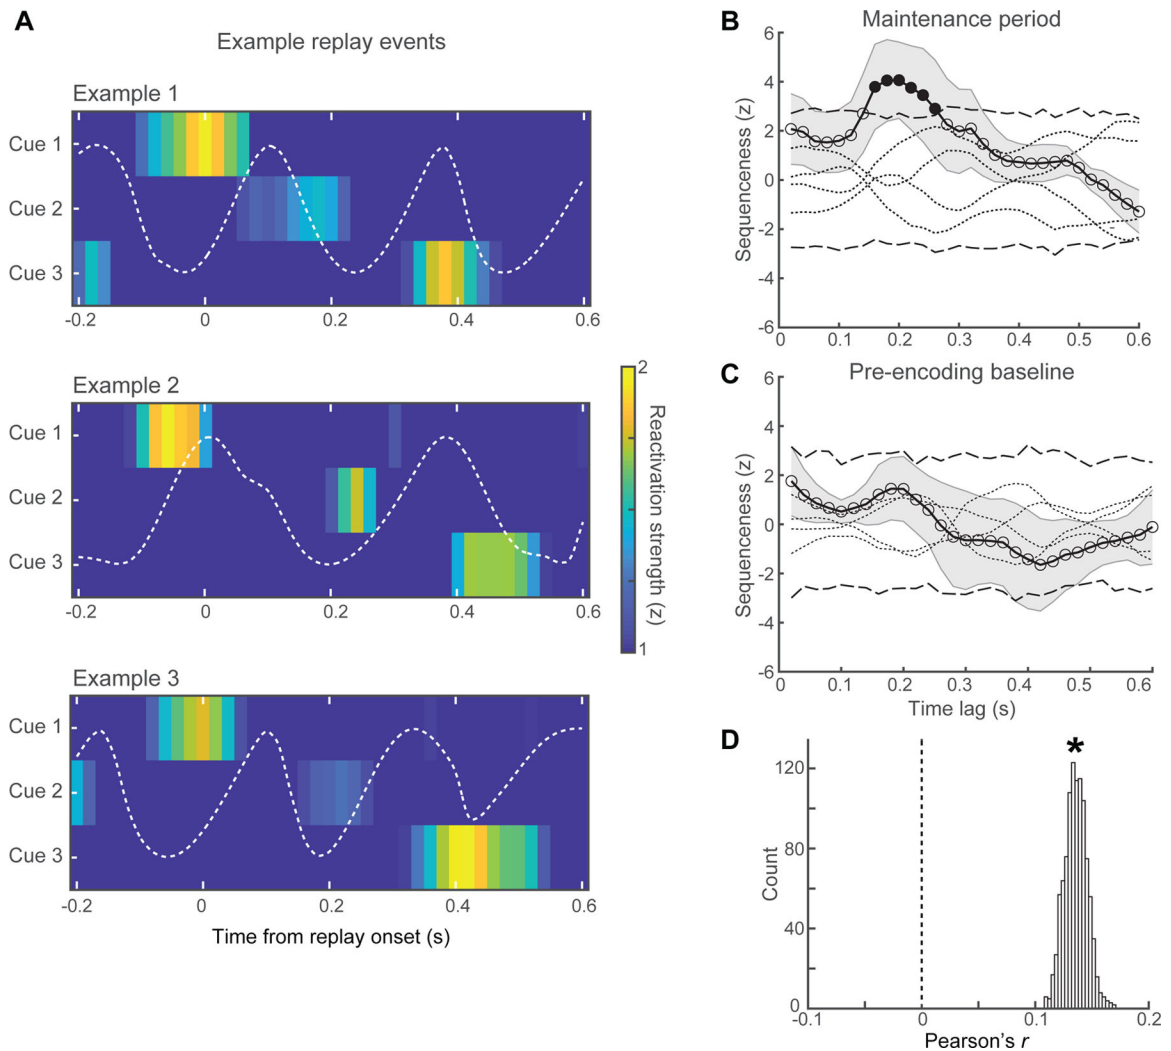 A
Example replay events
Example 1
Cue 1
Cue 2
Cue 3
-0.2 0 0.2 0.4 0.6
Example 2
Cue 1
Cue 2
Cue 3
-0.2 0 0.2 0.4 0.6
2
Reactivation strength (z)
1
Example 3
Cue 1
Cue 2
Cue 3
-0.2 0 0.2 0.4 0.6
Time from replay onset (s)
B
Maintenance period
Sequenceness (z)
6
4
2
0
-2
-4
-6
0 0.1 0.2 0.3 0.4 0.5 0.6
C
Pre-encoding baseline
Sequenceness (z)
6
4
2
0
-2
-4
-6
0 0.1 0.2 0.3 0.4 0.5 0.6
Time lag (s)
D
*
Count
120
80
40
0
-0.1 0 0.1 0.2
Pearson's r